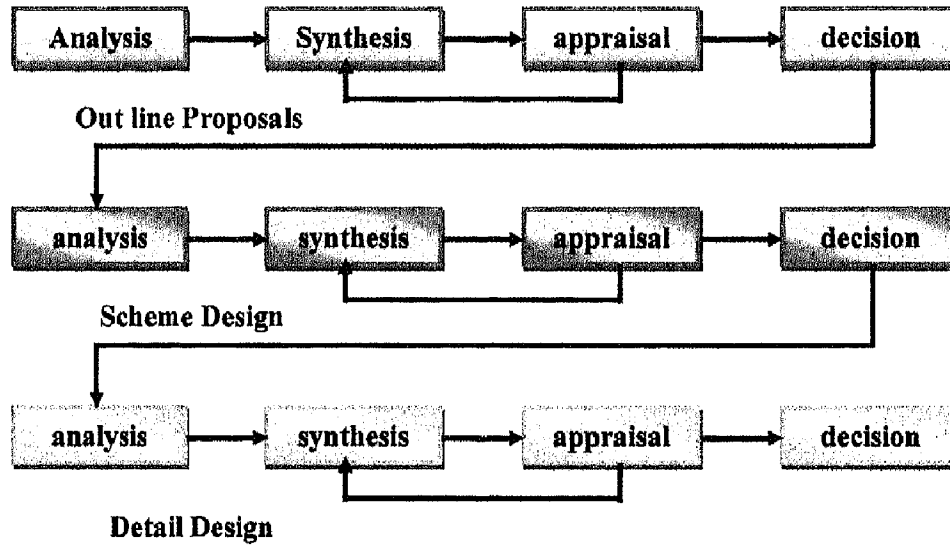 Analysis Synthesis appraisal decision
Out line Proposals
analysis synthesis appraisal decision
Scheme Design
analysis synthesis appraisal decision
Detail Design